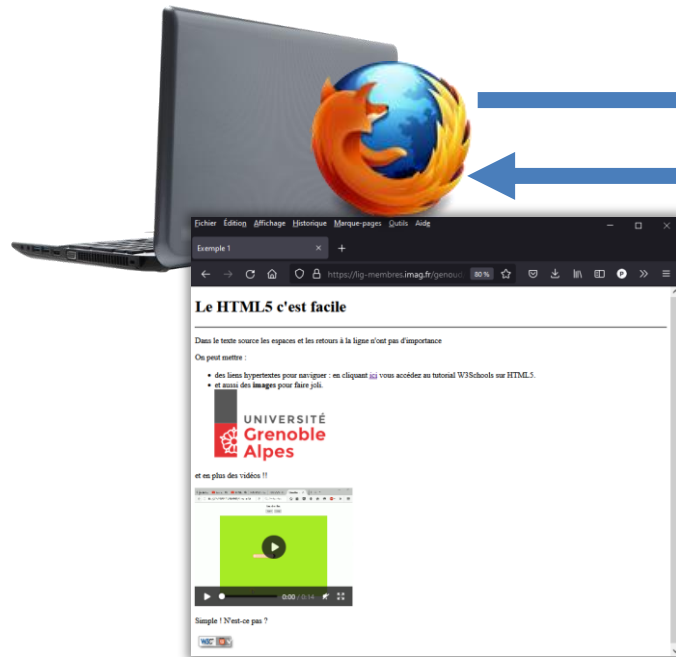 Fichier Édition Affichage Historique Marque-pages Outils Aide
Exemple 1
https://lig-membres.imag.fr/genoud
80 %
Le HTML5 c'est facile
Dans le texte source les espaces et les retours à la ligne n'ont pas d'importance
On peut mettre :
• des liens hypertextes pour naviguer : en cliquant ici vous accédez au tutorial W3Schools sur HTML5.
• et aussi des images pour faire joli.
UNIVERSITÉ
Grenoble
Alpes
et en plus des vidéos !!
0:00 / 0:14
Simple ! N'est-ce pas ?
W3C